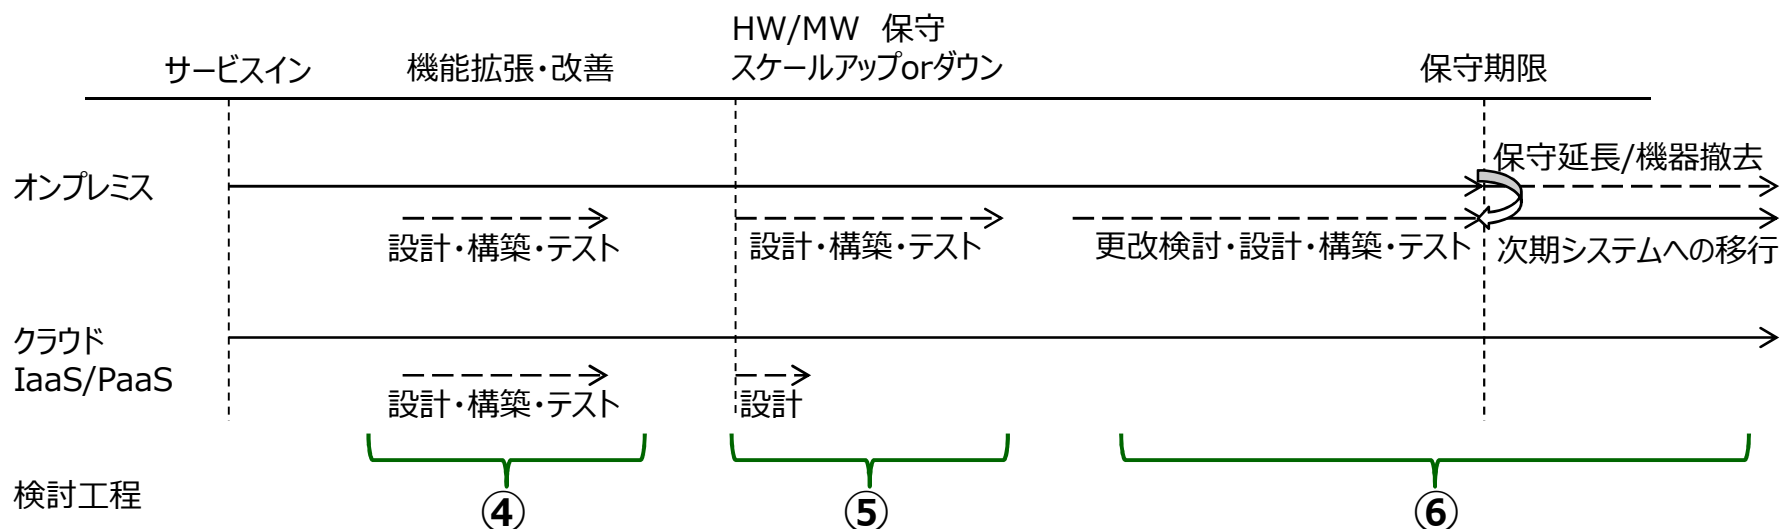 HW/MW 保守
サービスイン 機能拡張・改善 スケールアップorダウン 保守期限
保守延長/機器撤去
オンプレミス
設計・構築・テスト 設計・構築・テスト 更改検討・設計・構築・テスト 次期システムへの移行
クラウド
IaaS/PaaS
設計・構築・テスト 設計
検討工程 ④ ⑤ ⑥